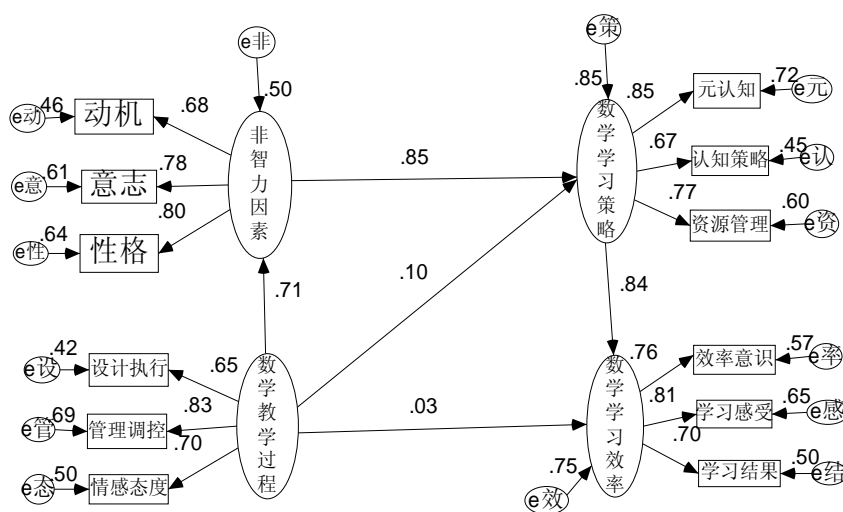 e非
e策
.50
.85
.85
.72
e元
元认知
e动
.46
动机
.68
非智力因素
数学学习策略
.67
.45
认知策略
e认
.85
e意
.61
意志
.78
.77
.60
资源管理
e资
.80
e性
.64
性格
.71
.10
.84
e设
.42
设计执行
.65
数学教学过程
数学学习效率
.76
效率意识
.57
e率
e管
.69
管理调控
.83
.03
.81
学习感受
.65
e感
.70
.70
e态
.50
情感态度
.75
e效
学习结果
.50
e结